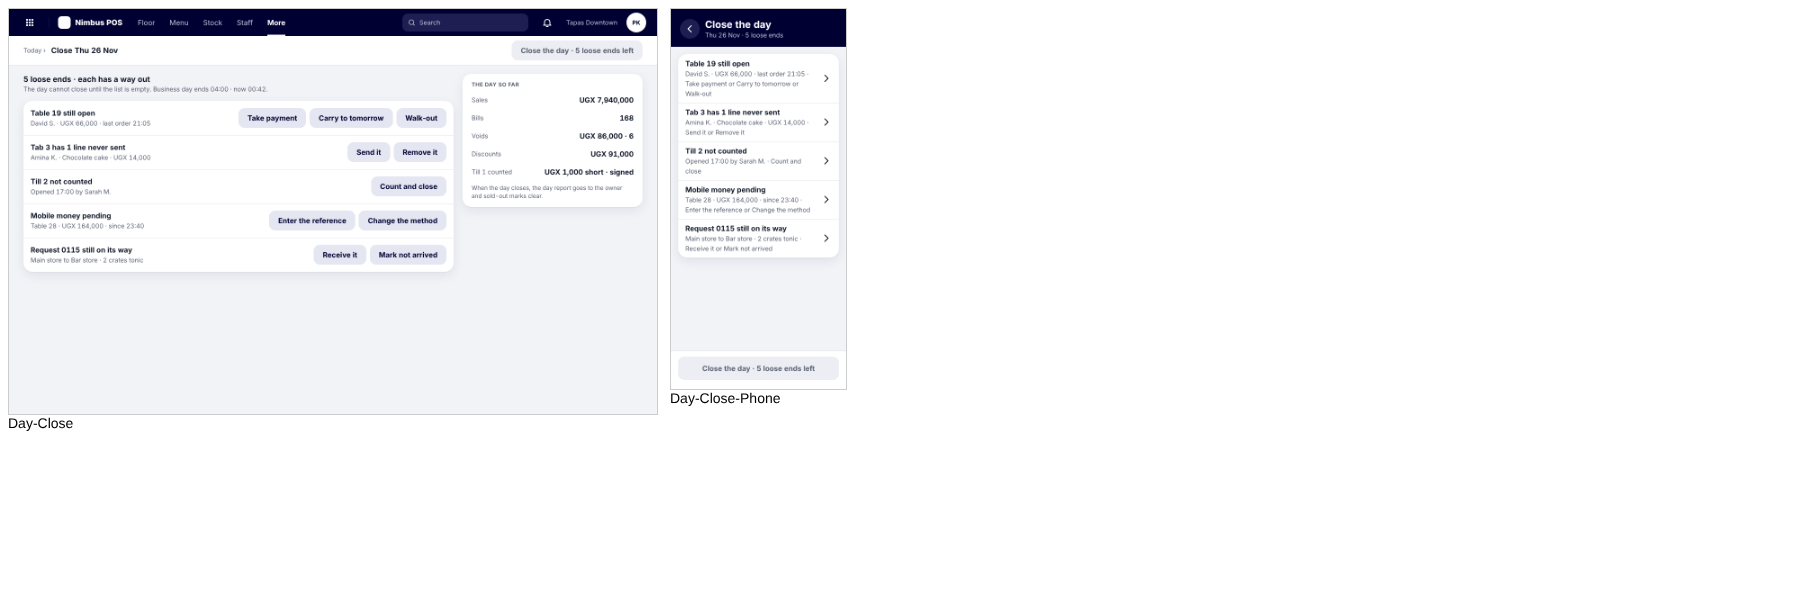 Nimbus POS
Floor
Menu
Stock
Staff
More
Search
Tapas Downtown
PK
Today ›
Close Thu 26 Nov
Close the day · 5 loose ends left
5 loose ends · each has a way out
The day cannot close until the list is empty. Business day ends 04:00 · now 00:42.
Table 19 still open
David S. · UGX 66,000 · last order 21:05
Take payment
Carry to tomorrow
Walk-out
Tab 3 has 1 line never sent
Amina K. · Chocolate cake · UGX 14,000
Send it
Remove it
Till 2 not counted
Opened 17:00 by Sarah M.
Count and close
Mobile money pending
Table 28 · UGX 164,000 · since 23:40
Enter the reference
Change the method
Request 0115 still on its way
Main store to Bar store · 2 crates tonic
Receive it
Mark not arrived
THE DAY SO FAR
Sales
UGX 7,940,000
Bills
168
Voids
UGX 86,000 · 6
Discounts
UGX 91,000
Till 1 counted
UGX 1,000 short · signed
When the day closes, the day report goes to the owner
and sold-out marks clear.
Day-Close
Close the day
Thu 26 Nov · 5 loose ends
Table 19 still open
David S. · UGX 66,000 · last order 21:05 ·
Take payment or Carry to tomorrow or
Walk-out
Tab 3 has 1 line never sent
Amina K. · Chocolate cake · UGX 14,000 ·
Send it or Remove it
Till 2 not counted
Opened 17:00 by Sarah M. · Count and
close
Mobile money pending
Table 28 · UGX 164,000 · since 23:40 ·
Enter the reference or Change the method
Request 0115 still on its way
Main store to Bar store · 2 crates tonic ·
Receive it or Mark not arrived
Close the day · 5 loose ends left
Day-Close-Phone